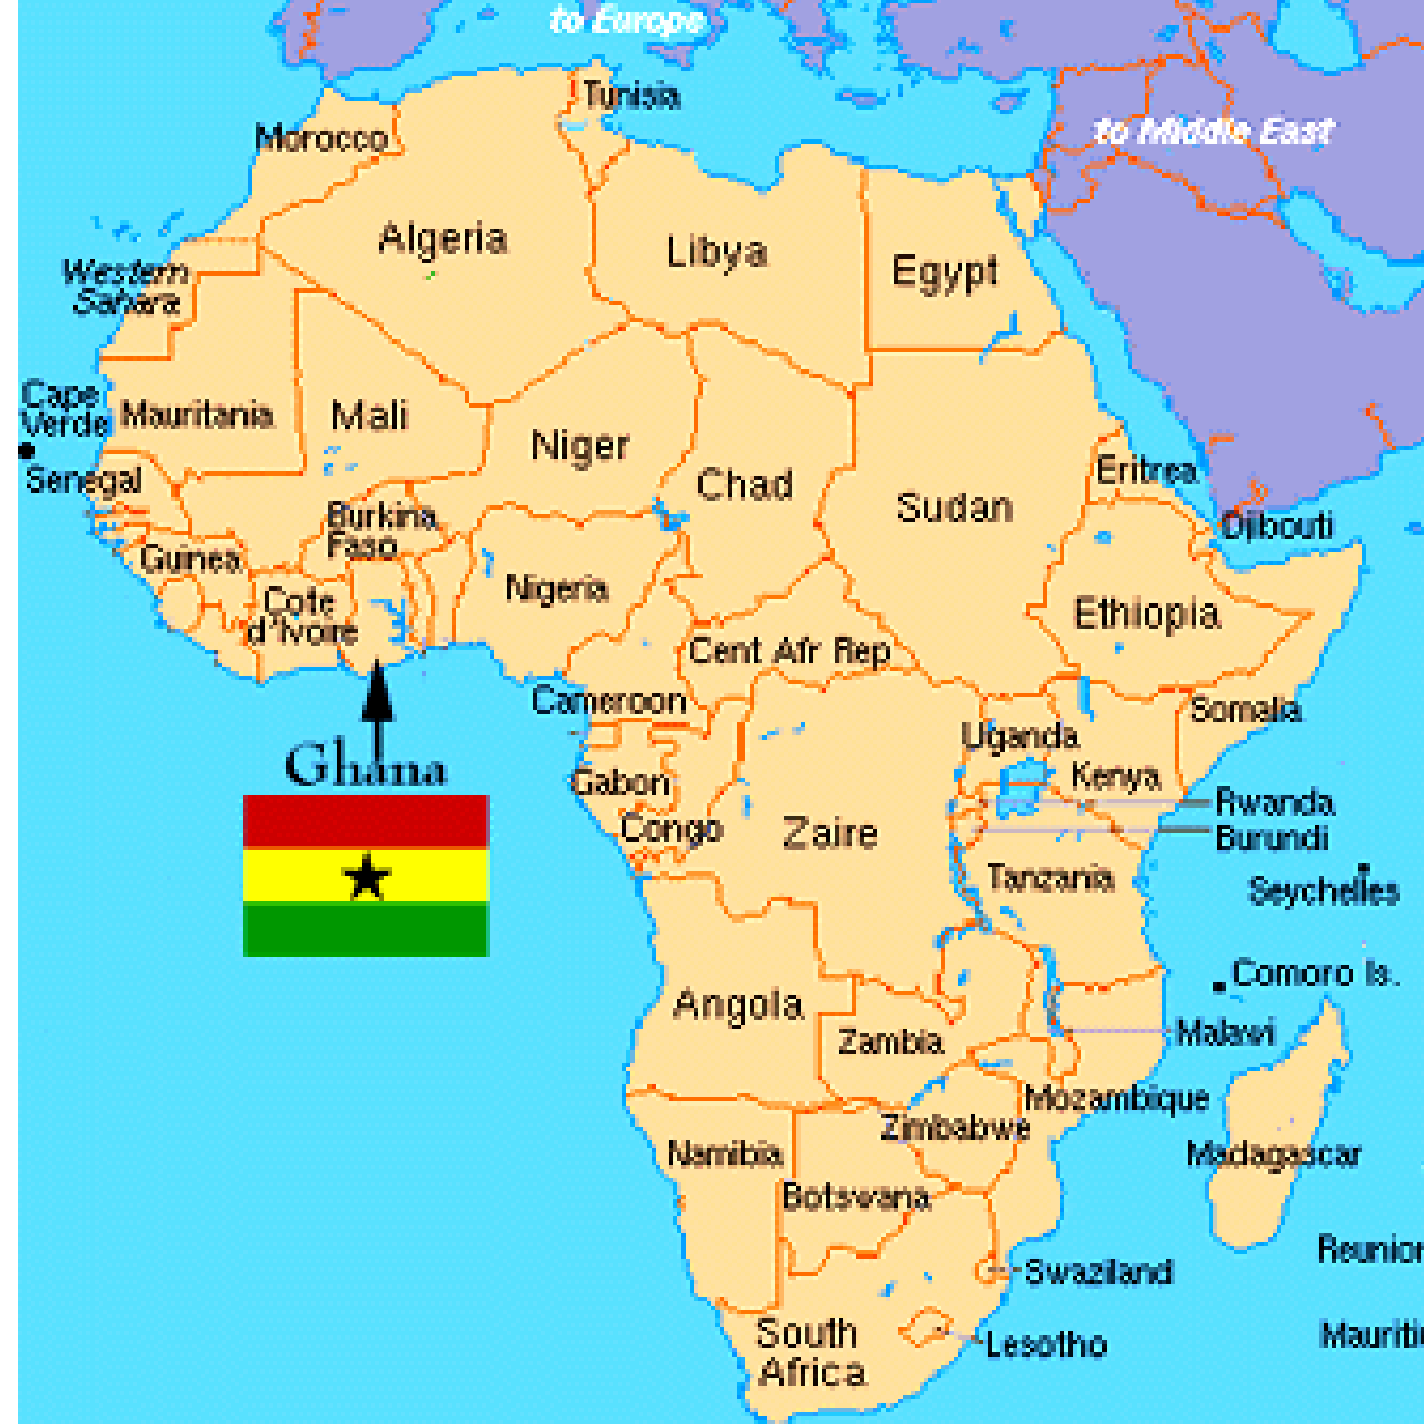 to Europe
Tunisia
to Middle East
Morocco
Algeria
Libya
Egypt
Western
Sahara
Cape
Verde
Mauritania
Mali
Niger
Chad
Sudan
Eritrea
Senegal
Burkina
Faso
Djibouti
Guinea
Nigeria
Cote
d'Ivoire
Ethiopia
Cent Afr Rep
Cameroon
Somalia
Uganda
Ghana
Kenya
Gabon
Rwanda
Congo
Zaire
Burundi
Tanzania
Seychelles
Comoro Is.
Angola
Zambia
Malawi
Mozambique
Zimbabwe
Namibia
Madagascar
Botswana
Reunion
Swaziland
South
Africa
Lesotho
Mauriti